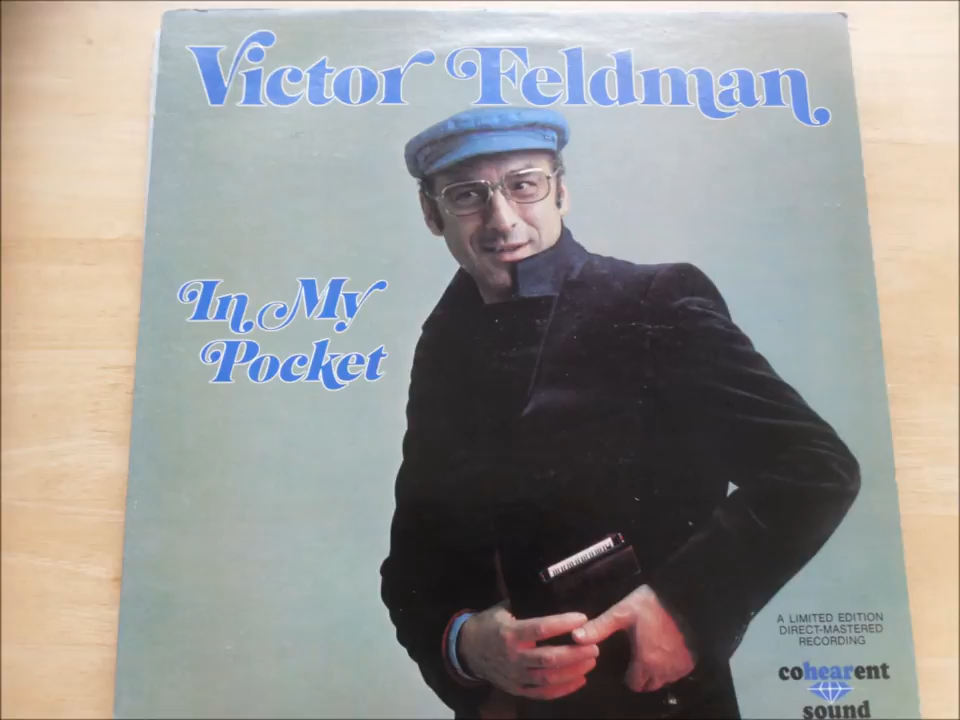 Victor Feldman
In My
Pocket
A LIMITED EDITION
DIRECT-MASTERED
RECORDING
cohearent
sound